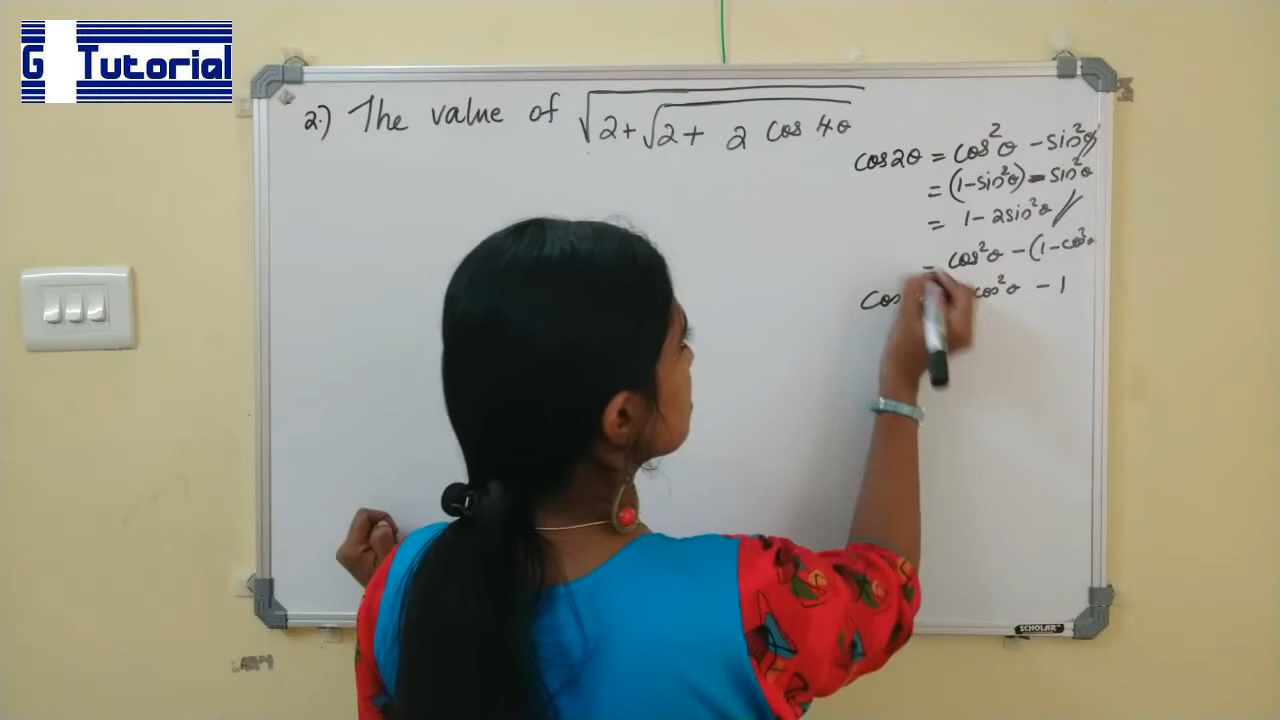 G Tutorial
2.) The value of √2+√2+ 2 cos 4θ
cos2θ = cos²θ - sin²θ
= (1-sin²θ) - sin²θ
= 1 - 2sin²θ //
= cos²θ - (1-cos²θ
cos cos²θ - 1
SCHOLAR